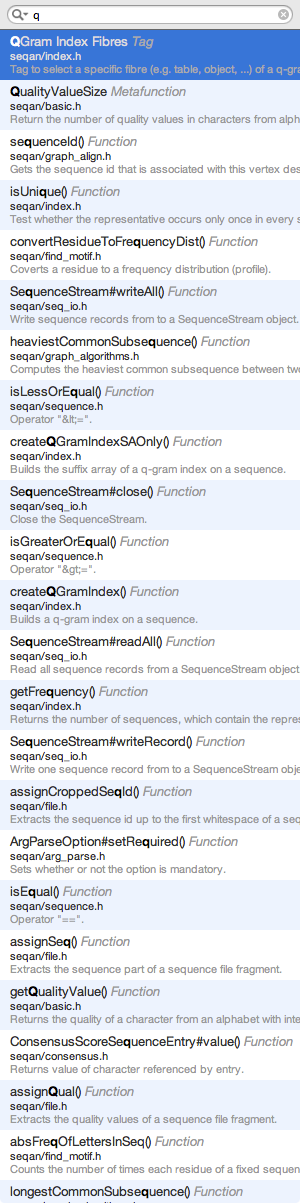 q
QGram Index Fibres Tag
seqan/index.h
Tag to select a specific fibre (e.g. table, object, ...) of a q-gra
QualityValueSize Metafunction
seqan/basic.h
Return the number of quality values in characters from alph
sequenceId() Function
seqan/graph_align.h
Gets the sequence id that is associated with this vertex des
isUnique() Function
seqan/index.h
Test whether the representative occurs only once in every s
convertResidueToFrequencyDist() Function
seqan/find_motif.h
Coverts a residue to a frequency distribution (profile).
SequenceStream#writeAll() Function
seqan/seq_io.h
Write sequence records from to a SequenceStream object.
heaviestCommonSubsequence() Function
seqan/graph_algorithms.h
Computes the heaviest common subsequence between two
isLessOrEqual() Function
seqan/sequence.h
Operator "&lt;=".
createQGramIndexSAOnly() Function
seqan/index.h
Builds the suffix array of a q-gram index on a sequence.
SequenceStream#close() Function
seqan/seq_io.h
Close the SequenceStream.
isGreaterOrEqual() Function
seqan/sequence.h
Operator "&gt;=".
createQGramIndex() Function
seqan/index.h
Builds a q-gram index on a sequence.
SequenceStream#readAll() Function
seqan/seq_io.h
Read all sequence records from a SequenceStream object
getFrequency() Function
seqan/index.h
Returns the number of sequences, which contain the repres
SequenceStream#writeRecord() Function
seqan/seq_io.h
Write one sequence record from to a SequenceStream obje
assignCroppedSeqId() Function
seqan/file.h
Extracts the sequence id up to the first whitespace of a seq
ArgParseOption#setRequired() Function
seqan/arg_parse.h
Sets whether or not the option is mandatory.
isEqual() Function
seqan/sequence.h
Operator "==".
assignSeq() Function
seqan/file.h
Extracts the sequence part of a sequence file fragment.
getQualityValue() Function
seqan/basic.h
Returns the quality of a character from an alphabet with inte
ConsensusScoreSequenceEntry#value() Function
seqan/consensus.h
Returns value of character referenced by entry.
assignQual() Function
seqan/file.h
Extracts the quality values of a sequence file fragment.
absFreqOfLettersInSeq() Function
seqan/find_motif.h
Counts the number of times each residue of a fixed sequen
longestCommonSubsequence() Function